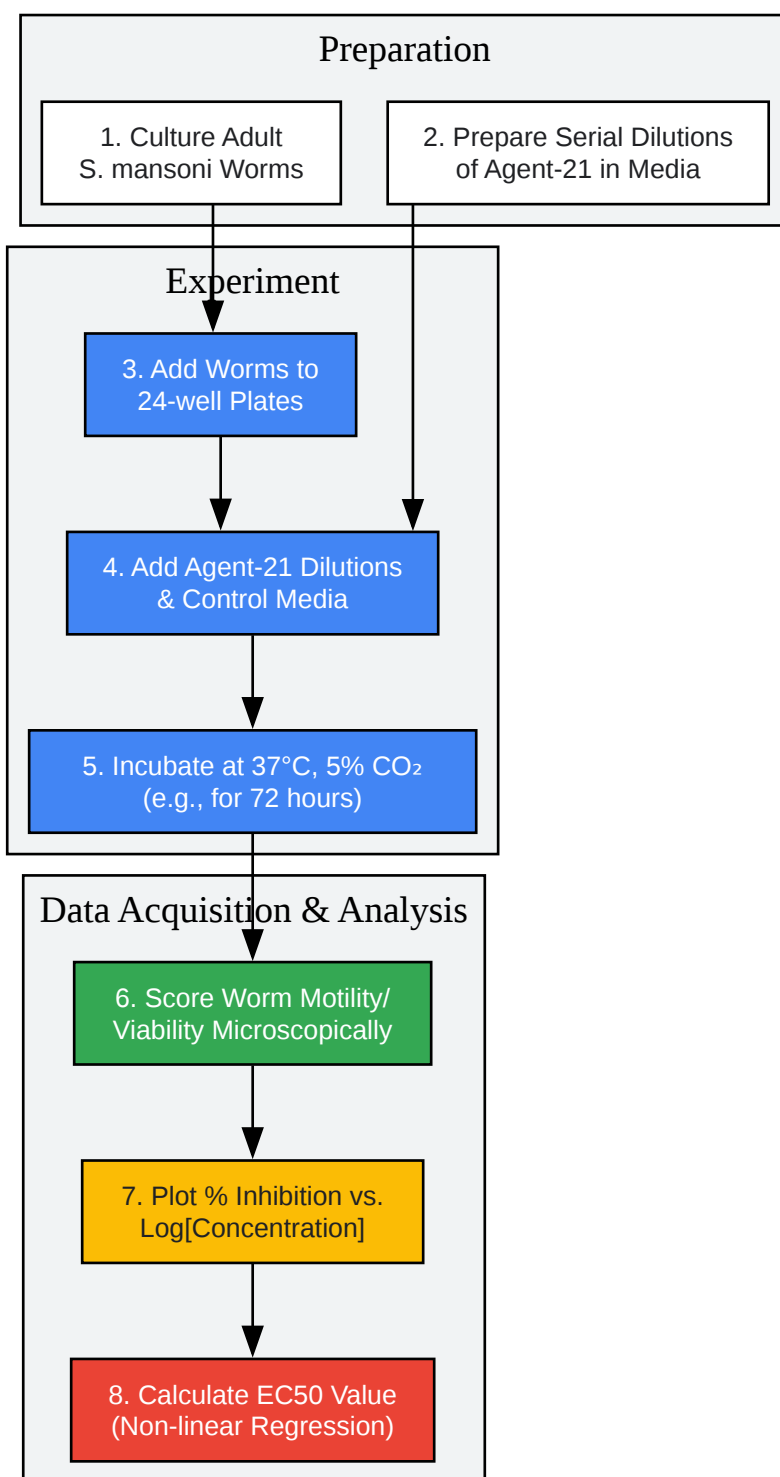 Preparation
1. Culture Adult
S. mansoni Worms
2. Prepare Serial Dilutions
of Agent-21 in Media
Experiment
3. Add Worms to
24-well Plates
4. Add Agent-21 Dilutions
& Control Media
5. Incubate at 37°C, 5% CO₂
(e.g., for 72 hours)
Data Acquisition & Analysis
6. Score Worm Motility/
Viability Microscopically
7. Plot % Inhibition vs.
Log[Concentration]
8. Calculate EC50 Value
(Non-linear Regression)